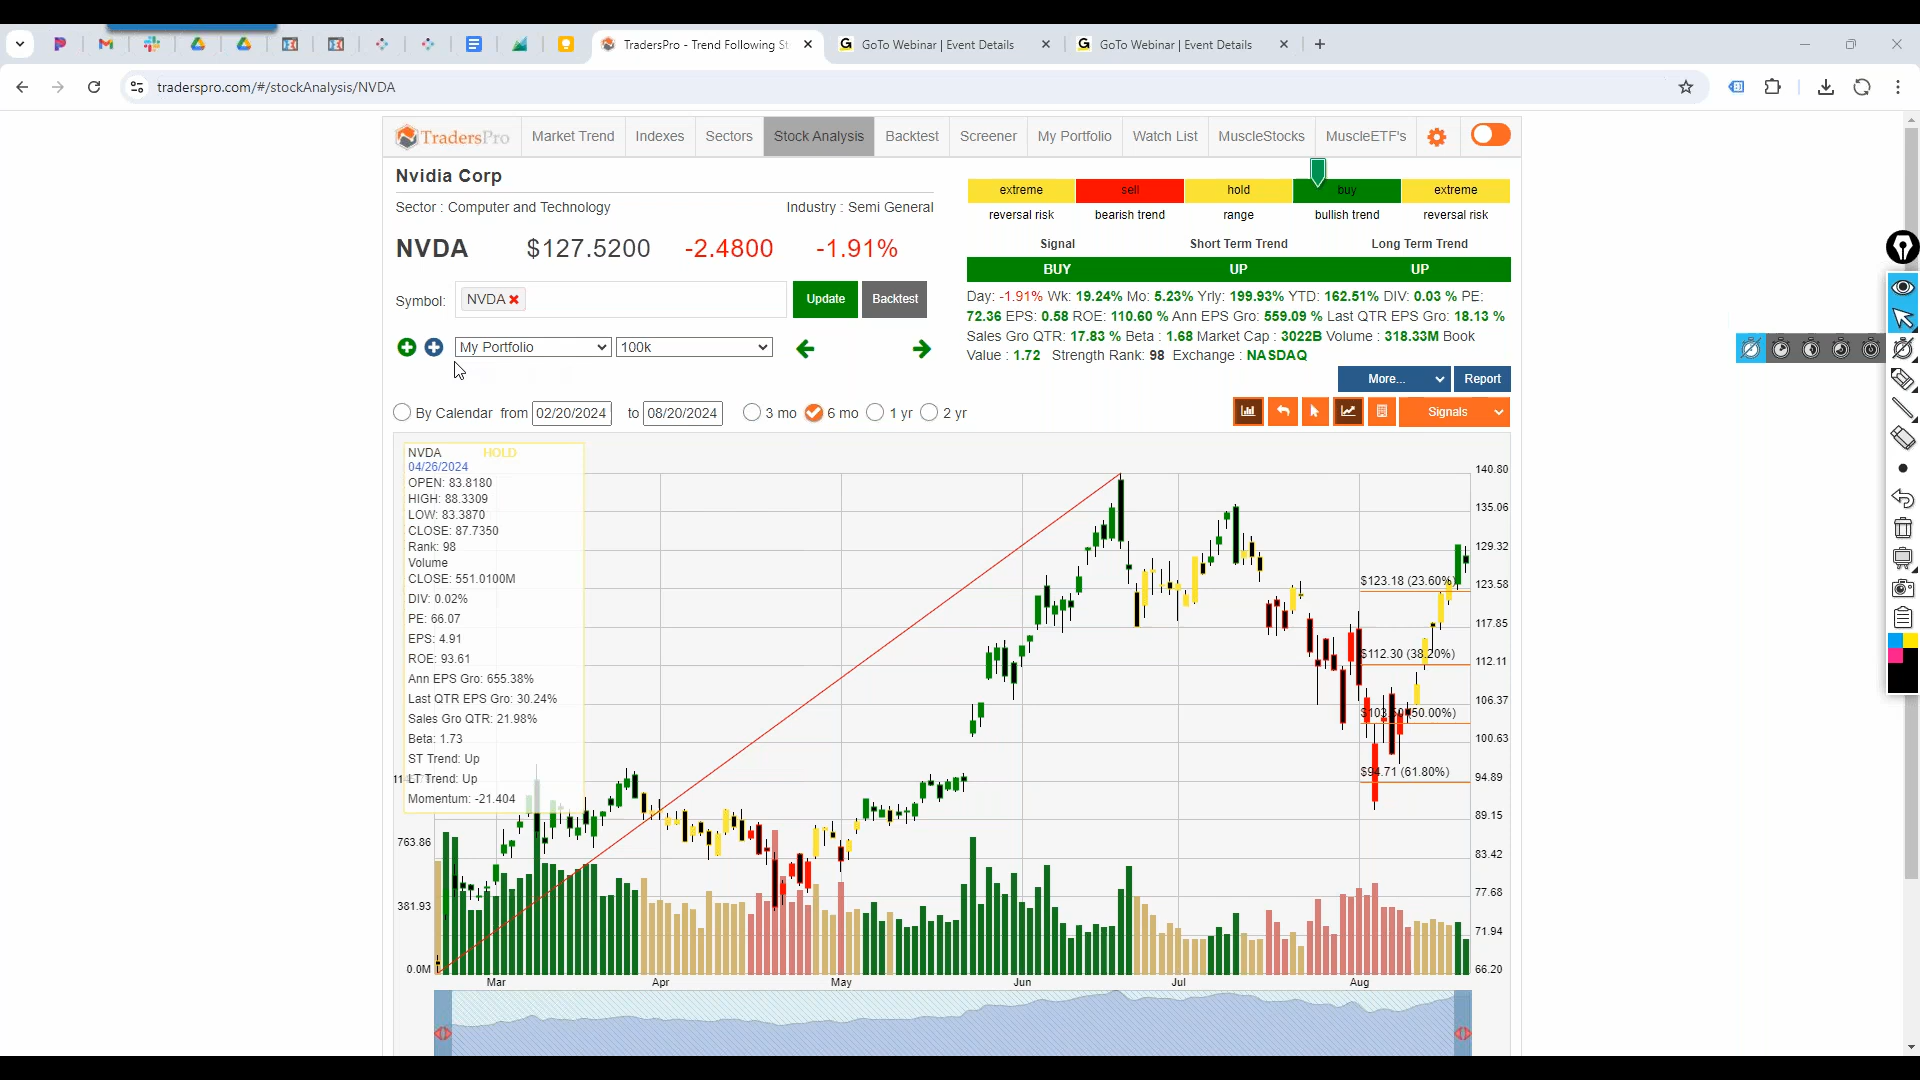 TradersPro - Trend Following St
GoTo Webinar | Event Details
GoTo Webinar | Event Details
traderspro.com/#/stockAnalysis/NVDA
TradersPro Market Trend Indexes Sectors Stock Analysis Backtest Screener My Portfolio Watch List MuscleStocks MuscleETF's
Nvidia Corp
Sector : Computer and Technology Industry : Semi General
NVDA $127.5200 -2.4800 -1.91%
Symbol: NVDA Update Backtest
My Portfolio 100k
extreme sell hold buy extreme
reversal risk bearish trend range bullish trend reversal risk
Signal Short Term Trend Long Term Trend
BUY UP UP
Day: -1.91% Wk: 19.24% Mo: 5.23% Yrly: 199.93% YTD: 162.51% DIV: 0.03 % PE:
72.36 EPS: 0.58 ROE: 110.60 % Ann EPS Gro: 559.09 % Last QTR EPS Gro: 18.13 %
Sales Gro QTR: 17.83 % Beta : 1.68 Market Cap : 3022B Volume : 318.33M Book
Value : 1.72 Strength Rank: 98 Exchange : NASDAQ
More... Report
By Calendar from 02/20/2024 to 08/20/2024 3 mo 6 mo 1 yr 2 yr
Signals
NVDA HOLD
04/26/2024
OPEN: 83.8180
HIGH: 88.3309
LOW: 83.3870
CLOSE: 87.7350
Rank: 98
Volume
CLOSE: 551.0100M
DIV: 0.02%
PE: 66.07
EPS: 4.91
ROE: 93.61
Ann EPS Gro: 655.38%
Last QTR EPS Gro: 30.24%
Sales Gro QTR: 21.98%
Beta: 1.73
ST Trend: Up
LT Trend: Up
Momentum: -21.404
763.86
381.93
0.0M
$123.18 (23.60%)
$112.30 (38.20%)
$103.50(50.00%)
$94.71 (61.80%)
140.80
135.06
129.32
123.58
117.85
112.11
106.37
100.63
94.89
89.15
83.42
77.68
71.94
66.20
Mar Apr May Jun Jul Aug